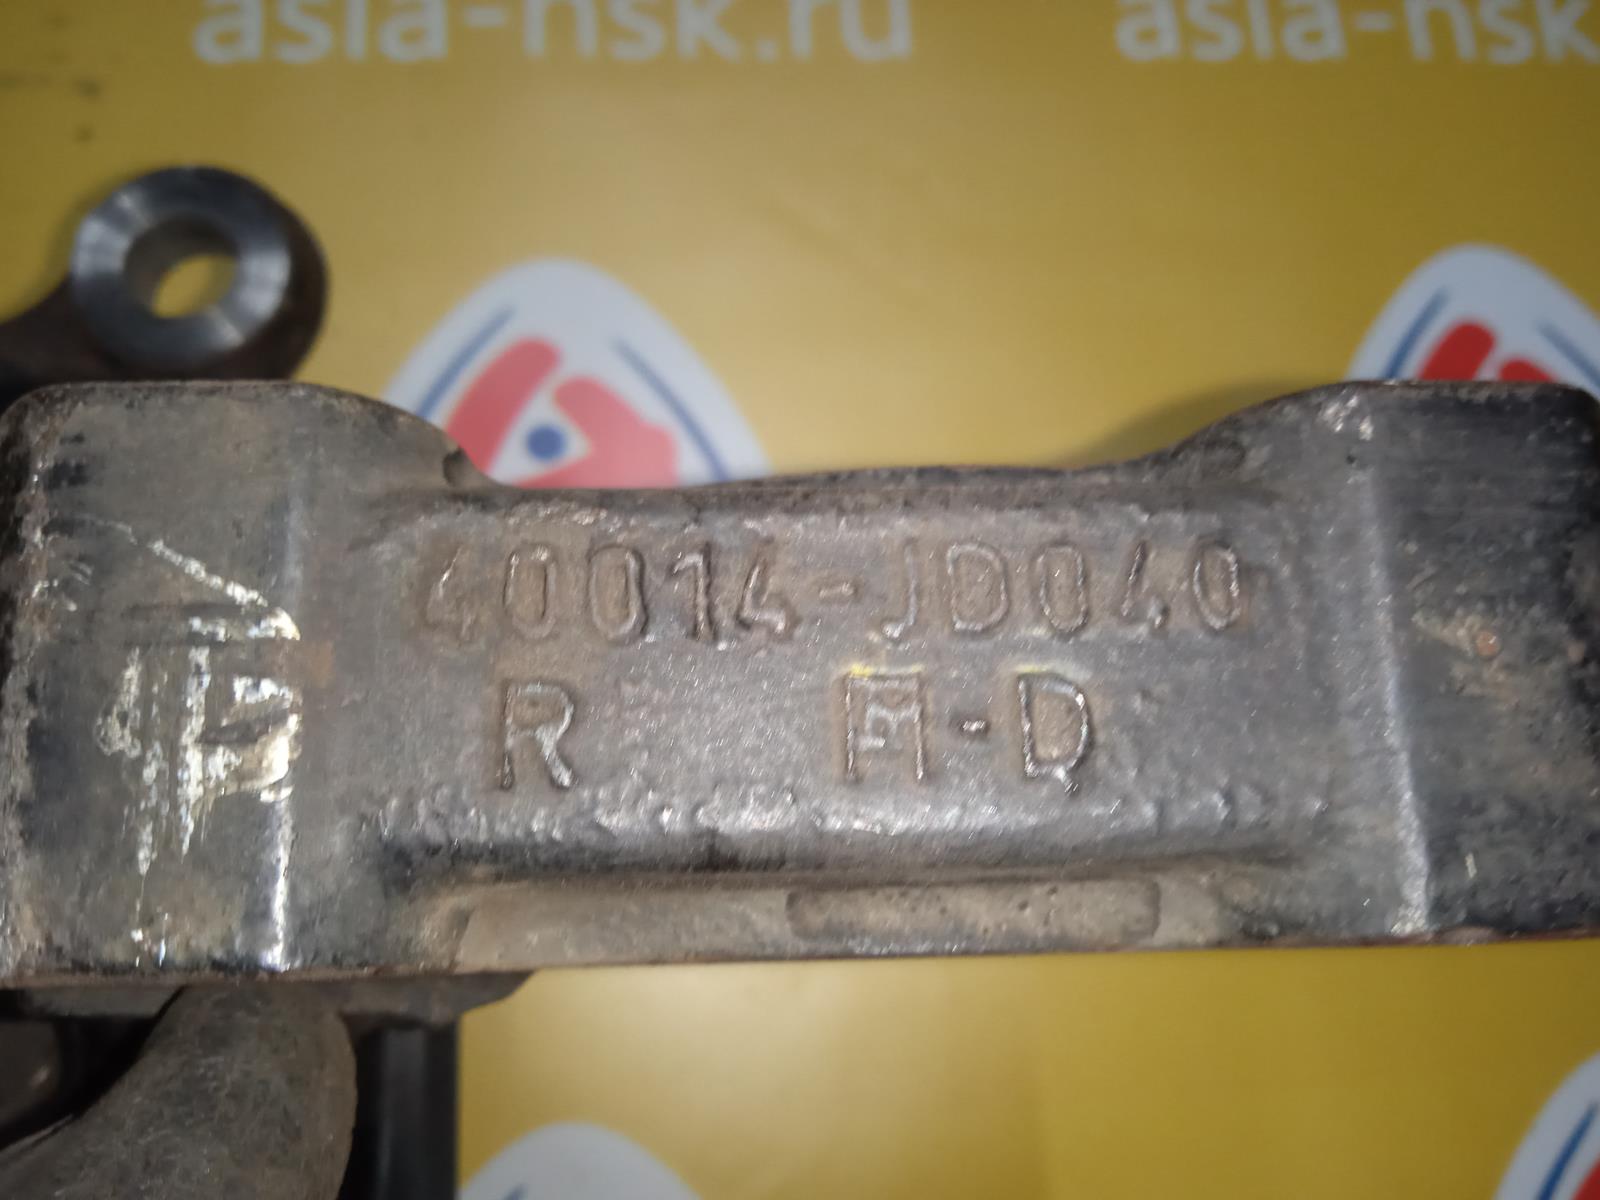 asia-nsk.ru asia-nsk
40014-JD040
R H-D